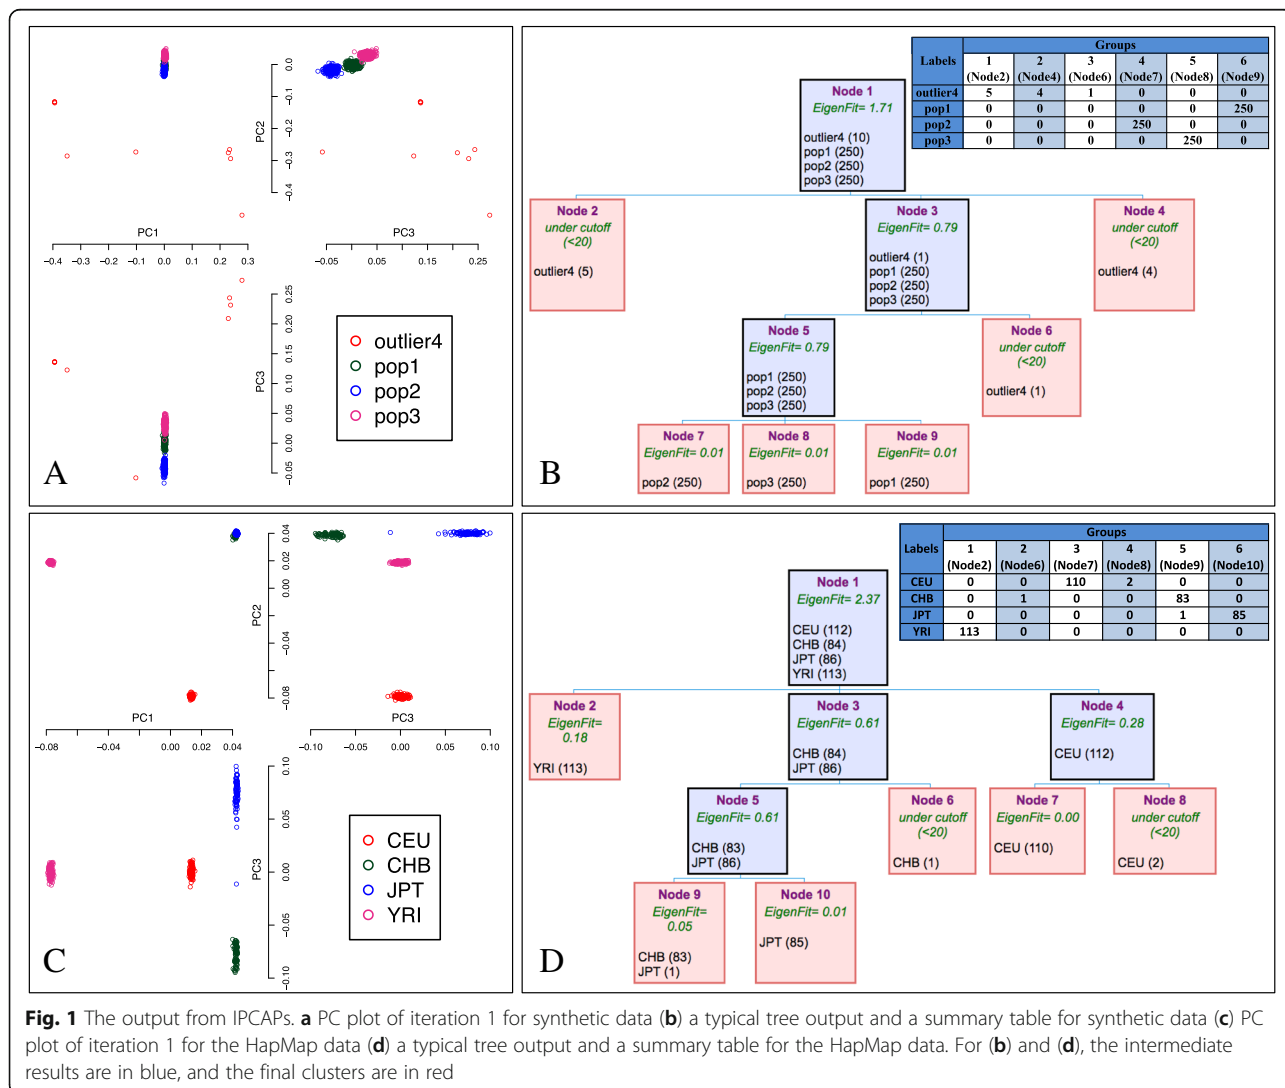 0.0
−0.1
−0.2
−0.3
−0.4
PC2
PC1
PC3
−0.4 −0.3 −0.2 −0.1 0.0 0.1 0.2 0.3
−0.05 0.05 0.15 0.25
0.25
0.20
0.15
0.10
0.05
0.00
−0.05
PC3
outlier4
pop1
pop2
pop3
A
Groups
Labels 1 2 3 4 5 6
(Node2) (Node4) (Node6) (Node7) (Node8) (Node9)
outlier4 5 4 1 0 0 0
pop1 0 0 0 0 0 250
pop2 0 0 0 250 0 0
pop3 0 0 0 0 250 0
Node 1
EigenFit= 1.71
outlier4 (10)
pop1 (250)
pop2 (250)
pop3 (250)
Node 2
under cutoff
(<20)
outlier4 (5)
Node 3
EigenFit= 0.79
outlier4 (1)
pop1 (250)
pop2 (250)
pop3 (250)
Node 4
under cutoff
(<20)
outlier4 (4)
Node 5
EigenFit= 0.79
pop1 (250)
pop2 (250)
pop3 (250)
Node 6
under cutoff
(<20)
outlier4 (1)
Node 7
EigenFit= 0.01
pop2 (250)
Node 8
EigenFit= 0.01
pop3 (250)
Node 9
EigenFit= 0.01
pop1 (250)
B
0.04
0.02
0.00
−0.04
−0.08
PC2
PC1
PC3
−0.08 −0.04 0.00 0.02 0.04
−0.10 −0.05 0.00 0.05 0.10
0.10
0.05
0.00
−0.05
−0.10
PC3
CEU
CHB
JPT
YRI
C
Groups
Labels 1 2 3 4 5 6
(Node2) (Node6) (Node7) (Node8) (Node9) (Node10)
CEU 0 0 110 2 0 0
CHB 0 1 0 0 83 0
JPT 0 0 0 0 1 85
YRI 113 0 0 0 0 0
Node 1
EigenFit= 2.37
CEU (112)
CHB (84)
JPT (86)
YRI (113)
Node 2
EigenFit=
0.18
YRI (113)
Node 3
EigenFit= 0.61
CHB (84)
JPT (86)
Node 4
EigenFit= 0.28
CEU (112)
Node 5
EigenFit= 0.61
CHB (83)
JPT (86)
Node 6
under cutoff
(<20)
CHB (1)
Node 7
EigenFit= 0.00
CEU (110)
Node 8
under cutoff
(<20)
CEU (2)
Node 9
EigenFit=
0.05
CHB (83)
JPT (1)
Node 10
EigenFit= 0.01
JPT (85)
D
Fig. 1 The output from IPCAPs. a PC plot of iteration 1 for synthetic data (b) a typical tree output and a summary table for synthetic data (c) PC
plot of iteration 1 for the HapMap data (d) a typical tree output and a summary table for the HapMap data. For (b) and (d), the intermediate
results are in blue, and the final clusters are in red